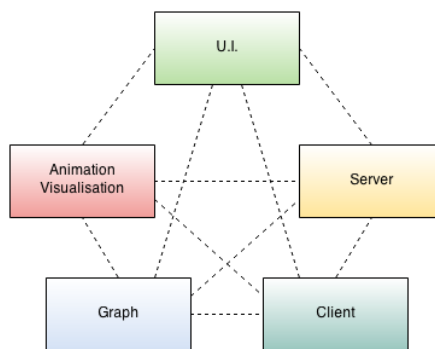 U.I.
Animation
Visualisation
Server
Graph
Client